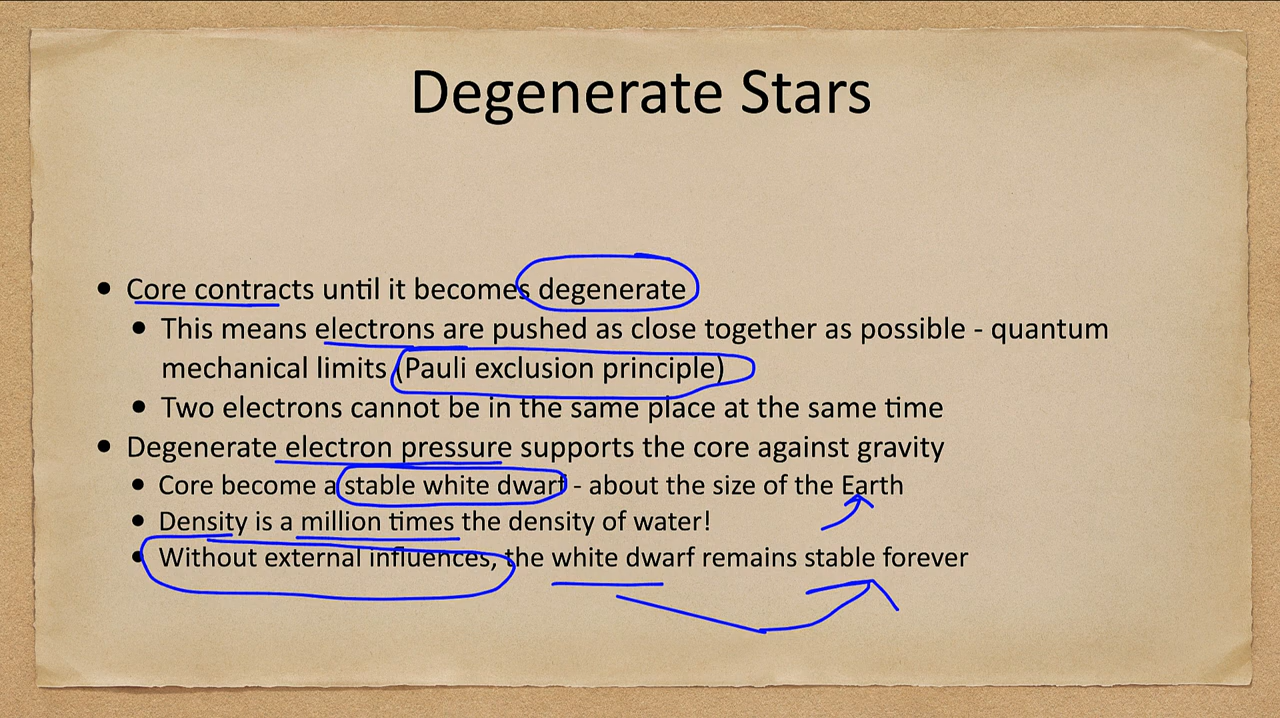 Degenerate Stars
• Core contracts until it becomes degenerate
• This means electrons are pushed as close together as possible - quantum
mechanical limits (Pauli exclusion principle)
• Two electrons cannot be in the same place at the same time
• Degenerate electron pressure supports the core against gravity
• Core become a stable white dwarf - about the size of the Earth
• Density is a million times the density of water!
• Without external influences, the white dwarf remains stable forever